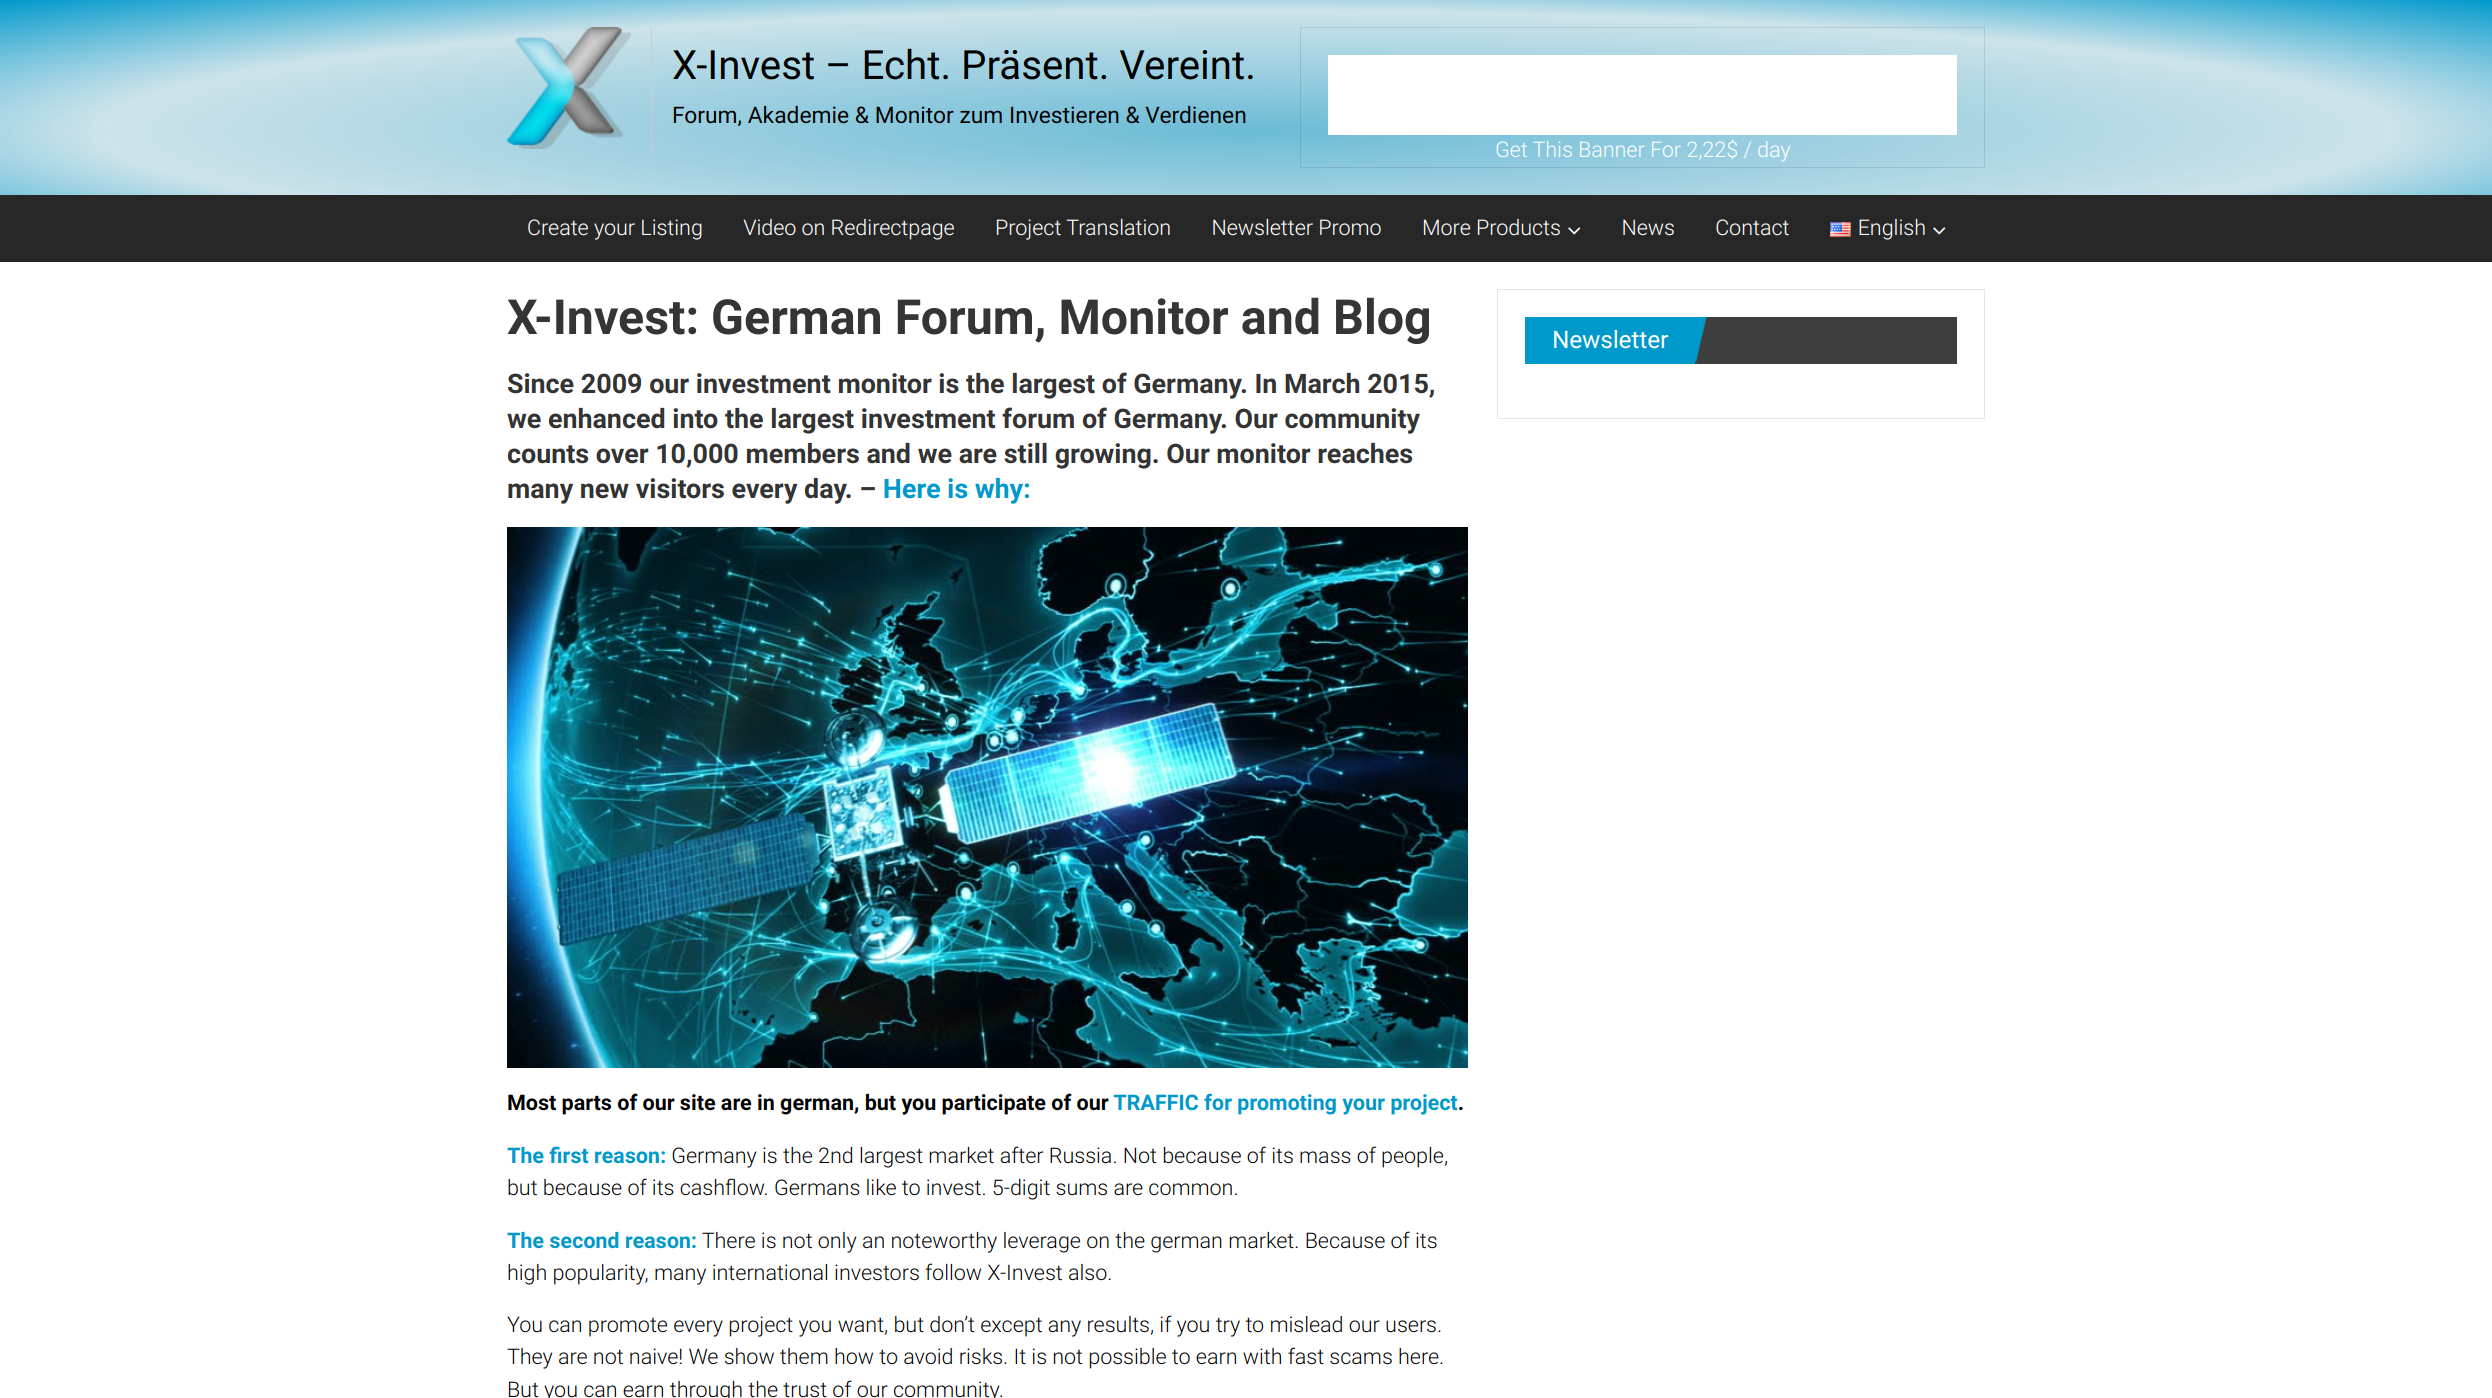 X-Invest – Echt. Präsent. Vereint.
Forum, Akademie & Monitor zum Investieren & Verdienen
Get This Banner For 2,22$ / day
Create your Listing Video on Redirectpage Project Translation Newsletter Promo More Products News Contact English
X-Invest: German Forum, Monitor and Blog
Since 2009 our investment monitor is the largest of Germany. In March 2015,
we enhanced into the largest investment forum of Germany. Our community
counts over 10,000 members and we are still growing. Our monitor reaches
many new visitors every day. – Here is why:
Newsletter
Most parts of our site are in german, but you participate of our TRAFFIC for promoting your project.
The first reason: Germany is the 2nd largest market after Russia. Not because of its mass of people,
but because of its cashflow. Germans like to invest. 5-digit sums are common.
The second reason: There is not only an noteworthy leverage on the german market. Because of its
high popularity, many international investors follow X-Invest also.
You can promote every project you want, but don’t except any results, if you try to mislead our users.
They are not naive! We show them how to avoid risks. It is not possible to earn with fast scams here.
But you can earn through the trust of our community.